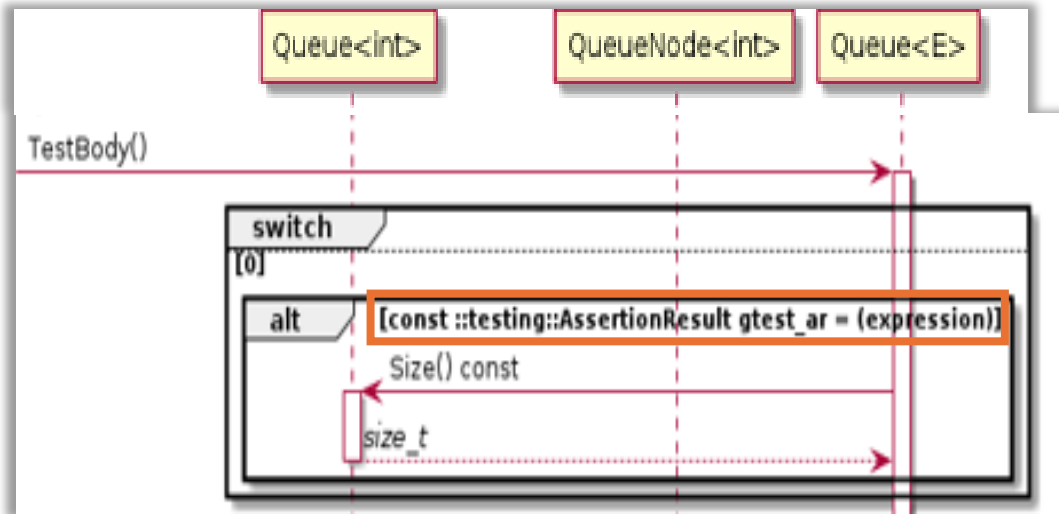 Queue<int> QueueNode<int> Queue<E>
TestBody()
switch
[0]
alt [const ::testing::AssertionResult gtest_ar = (expression)]
Size() const
size_t